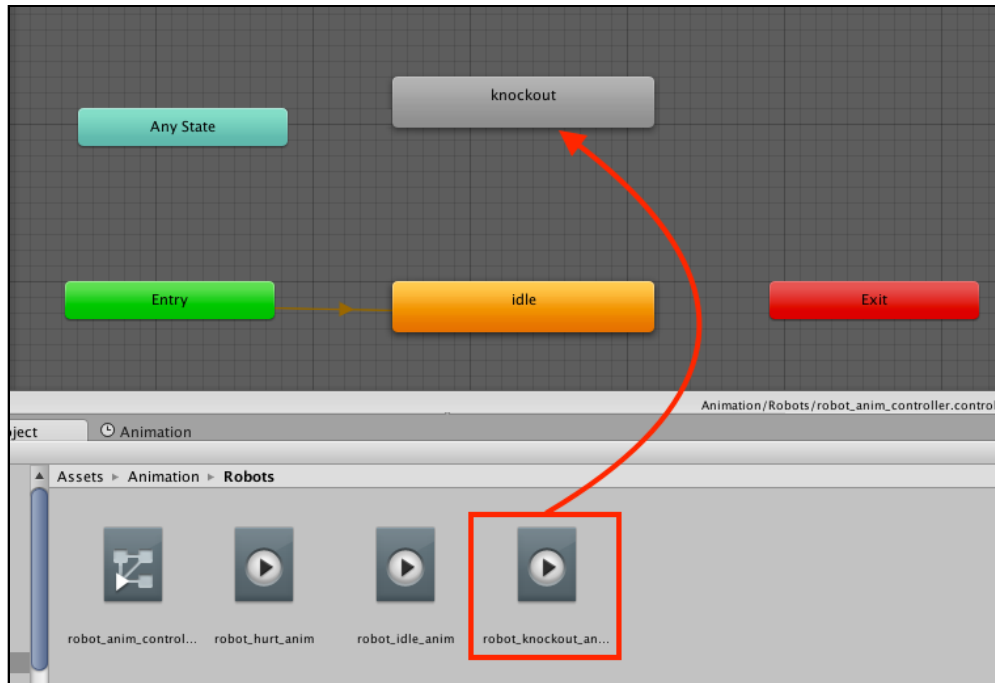 knockout
Any State
Entry
idle
Exit
Animation/Robots/robot_anim_controller.control
ject
Animation
Assets ▸ Animation ▸ Robots
robot_anim_control...
robot_hurt_anim
robot_idle_anim
robot_knockout_an...